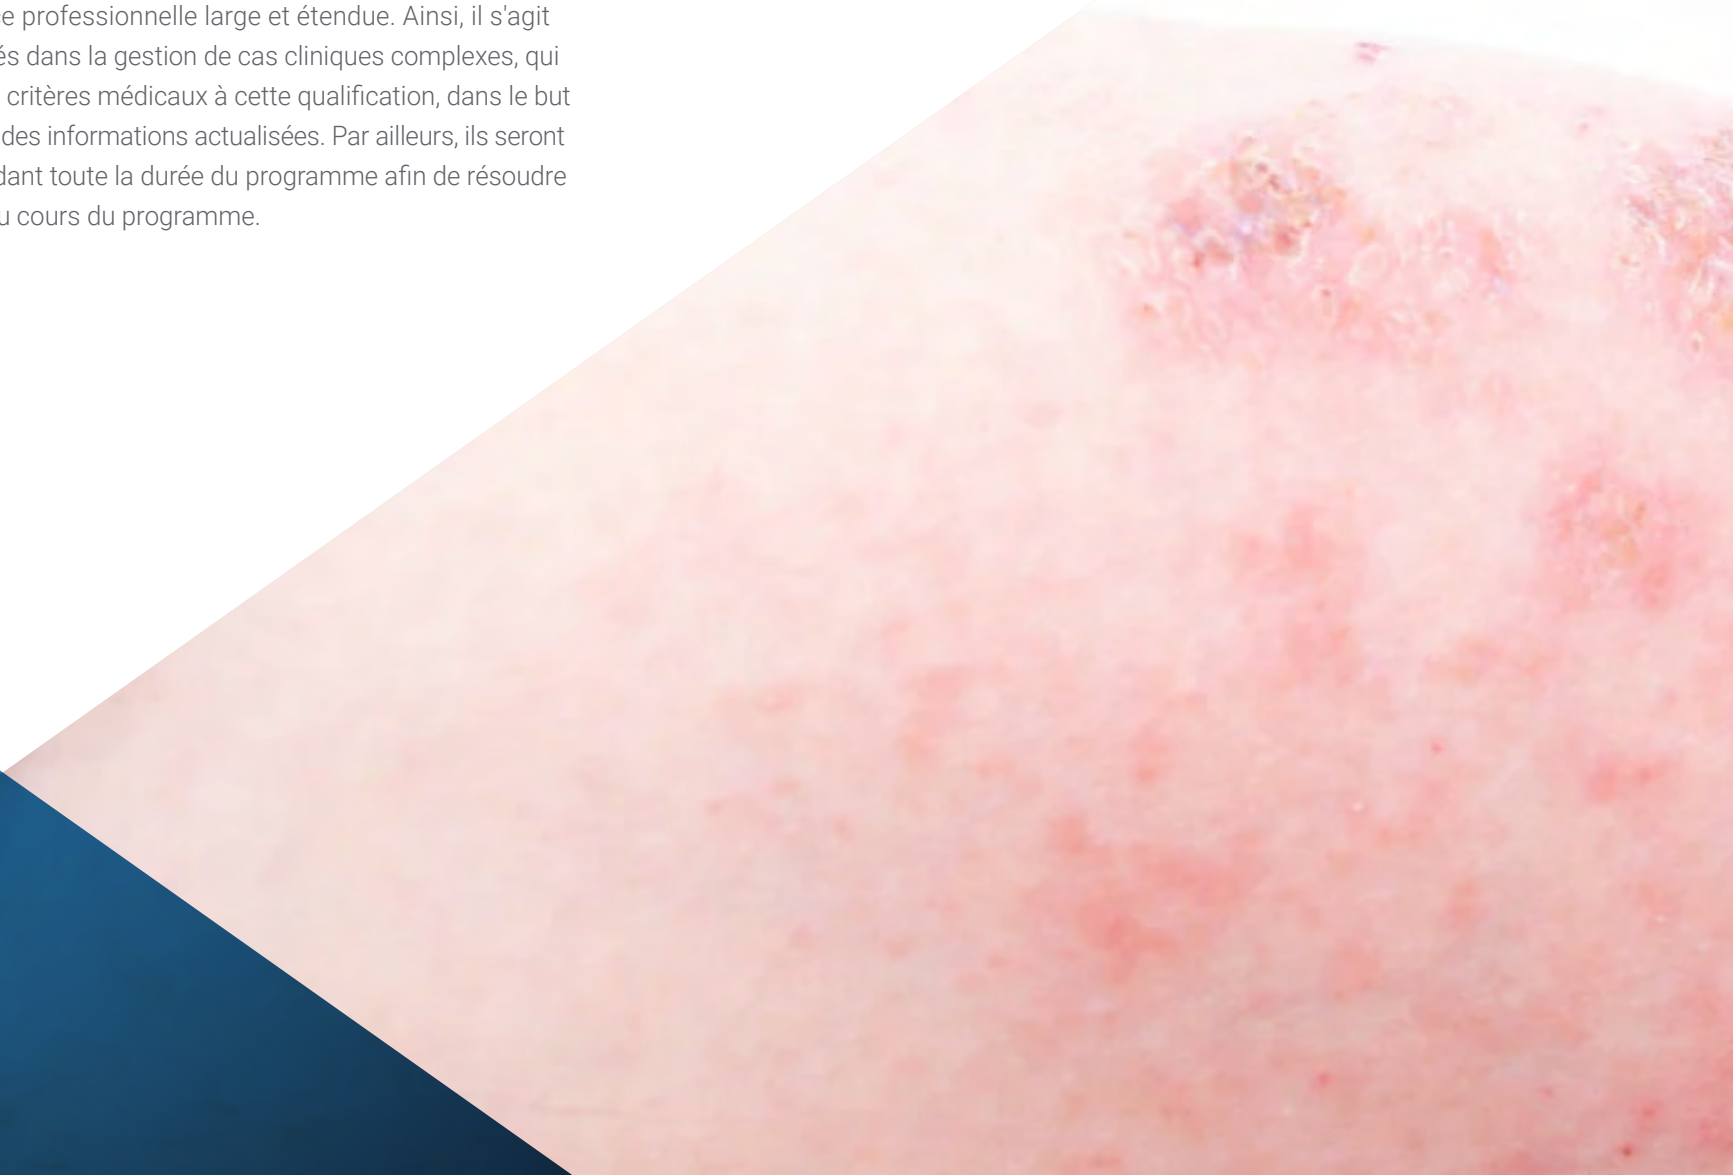 e professionnelle large et étendue. Ainsi, il s'agit
és dans la gestion de cas cliniques complexes, qui
critères médicaux à cette qualification, dans le but
des informations actualisées. Par ailleurs, ils seront
dant toute la durée du programme afin de résoudre
u cours du programme.